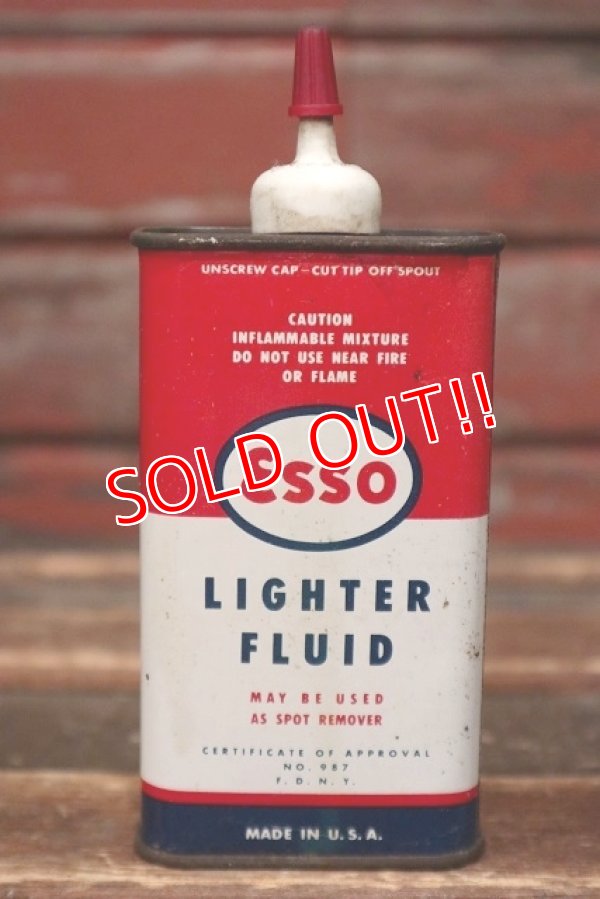 UNSCREW CAP-CUT TIP OFF SPOUT
CAUTION
INFLAMMABLE MIXTURE
DO NOT USE NEAR FIRE
OR FLAME
SOLD OUT!!
Esso
LIGHTER
FLUID
MAY BE USED
AS SPOT REMOVER
CERTIFICATE OF APPROVAL
NO. 987
F. D. N. Y.
MADE IN U. S. A.